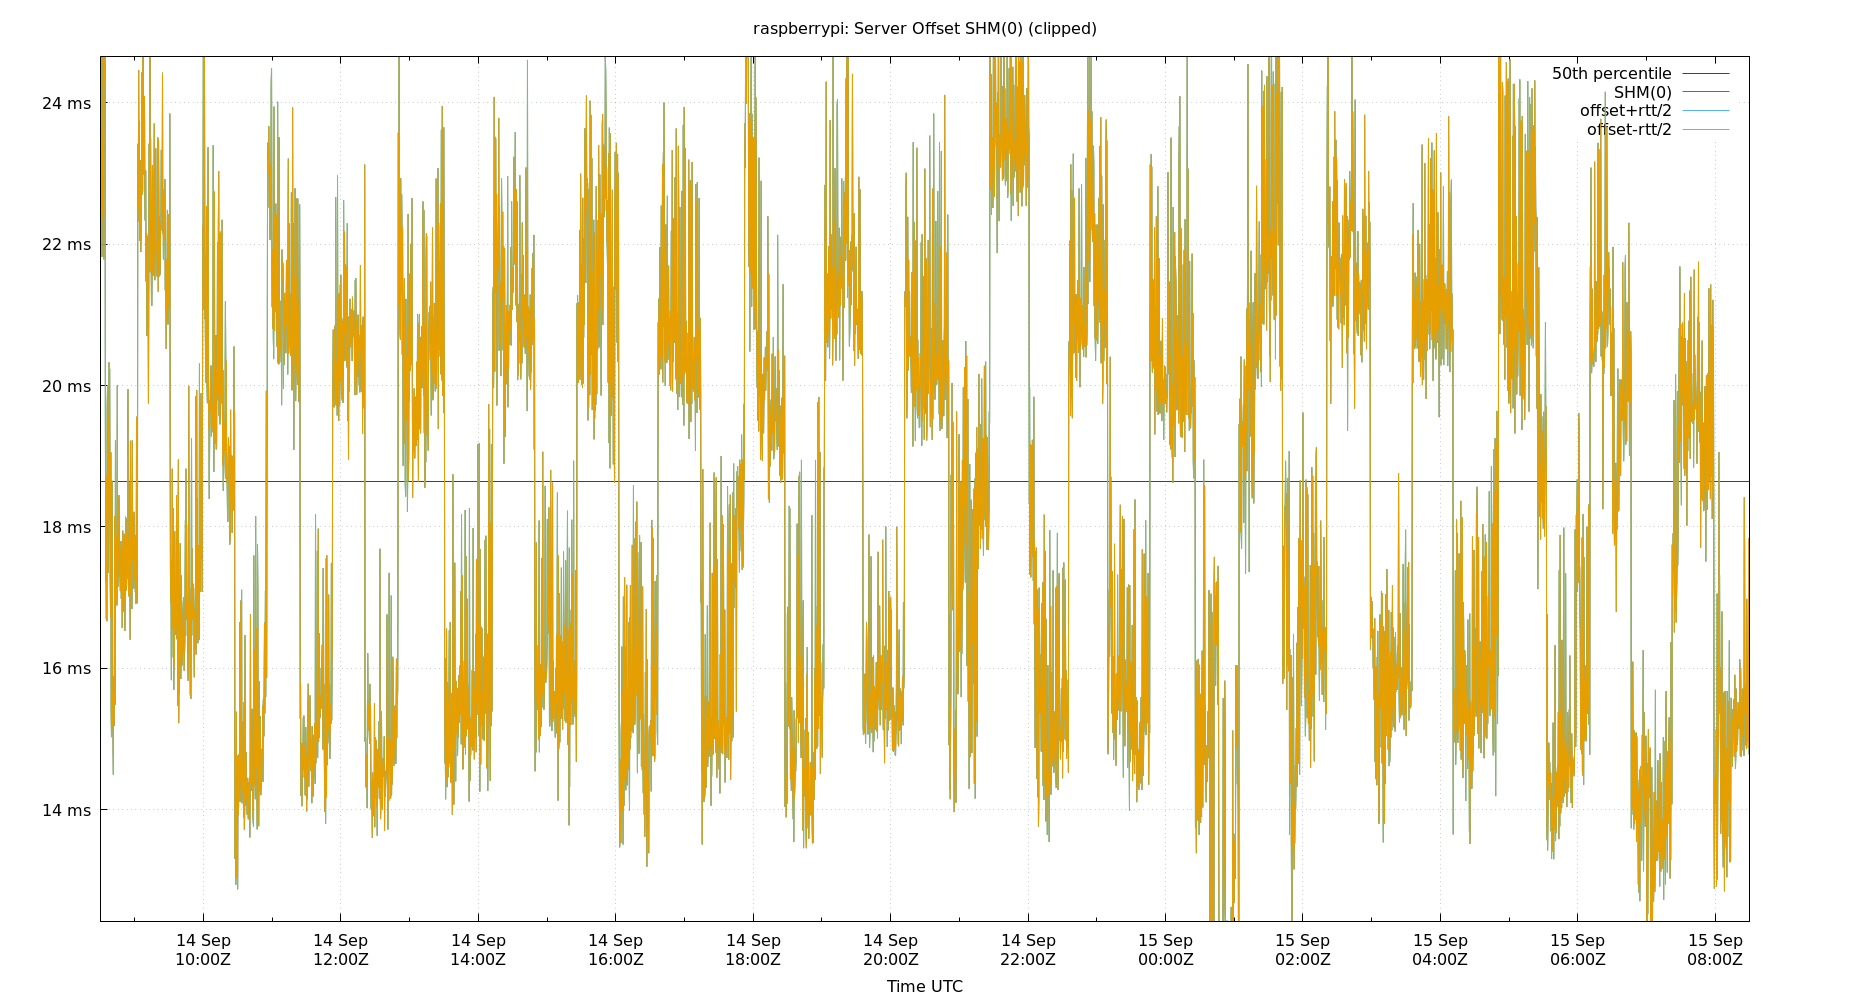 raspberrypi: Server Offset SHM(0) (clipped)
50th percentile
SHM(0)
offset+rtt/2
offset-rtt/2
24 ms
22 ms
20 ms
18 ms
16 ms
14 ms
14 Sep 14 Sep 14 Sep 14 Sep 14 Sep 14 Sep 14 Sep 15 Sep 15 Sep 15 Sep 15 Sep 15 Sep
10:00Z 12:00Z 14:00Z 16:00Z 18:00Z 20:00Z 22:00Z 00:00Z 02:00Z 04:00Z 06:00Z 08:00Z
Time UTC